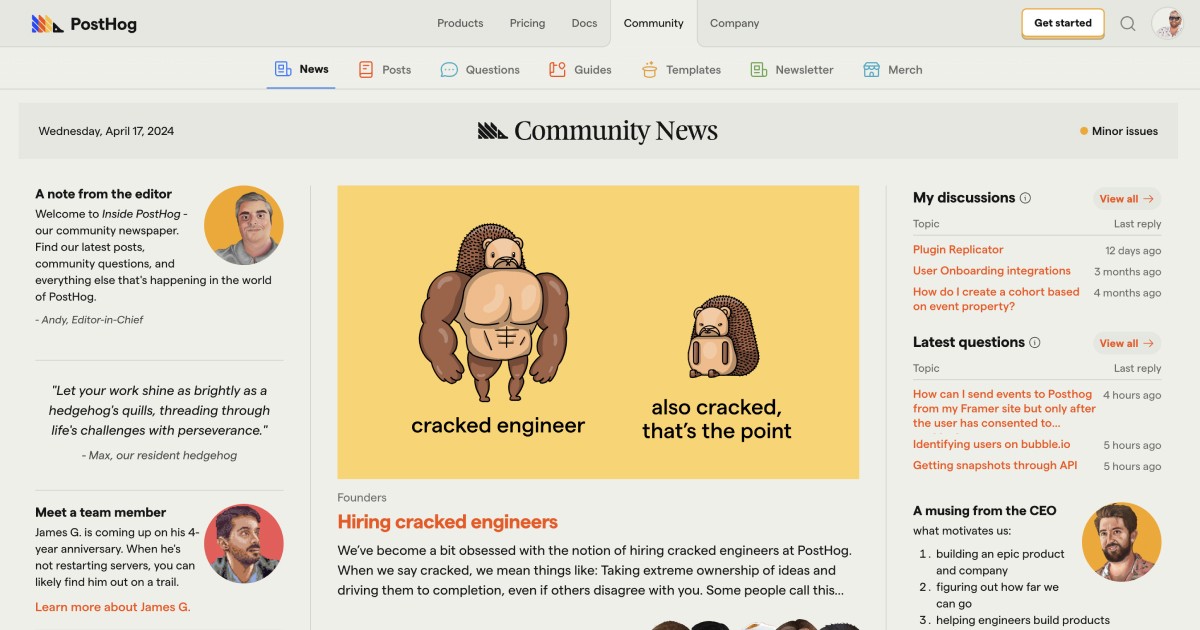 PostHog
Products
Pricing
Docs
Community
Company
Get started
News
Posts
Questions
Guides
Templates
Newsletter
Merch
Wednesday, April 17, 2024
Community News
Minor issues
A note from the editor
Welcome to Inside PostHog -
our community newspaper.
Find our latest posts,
community questions, and
everything else that's happening in the world
of PostHog.
- Andy, Editor-in-Chief
"Let your work shine as brightly as a
hedgehog's quills, threading through
life's challenges with perseverance."
- Max, our resident hedgehog
Meet a team member
James G. is coming up on his 4-
year anniversary. When he's
not restarting servers, you can
likely find him out on a trail.
Learn more about James G.
cracked engineer
also cracked,
that's the point
Founders
Hiring cracked engineers
We've become a bit obsessed with the notion of hiring cracked engineers at PostHog.
When we say cracked, we mean things like: Taking extreme ownership of ideas and
driving them to completion, even if others disagree with you. Some people call this...
My discussions
View all
Topic
Last reply
Plugin Replicator
12 days ago
User Onboarding integrations
3 months ago
How do I create a cohort based
4 months ago
on event property?
Latest questions
View all
Topic
Last reply
How can I send events to Posthog
4 hours ago
from my Framer site but only after
the user has consented to...
Identifying users on bubble.io
5 hours ago
Getting snapshots through API
5 hours ago
A musing from the CEO
what motivates us:
1. building an epic product
and company
2. figuring out how far we
can go
3. helping engineers build products